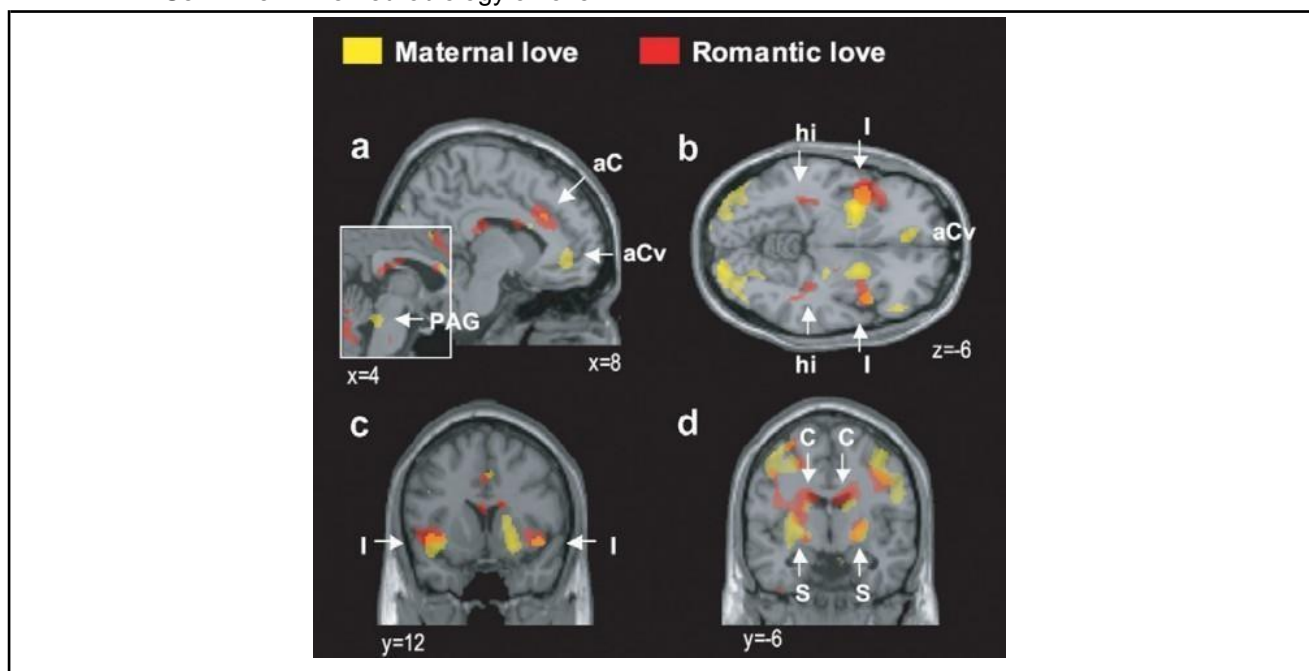 Maternal love Romantic love
a
aC
aCv
PAG
x=4
x=8
b
hi
I
aCv
hi
I
z=-6
c
I
I
y=12
d
C C
S S
y=-6